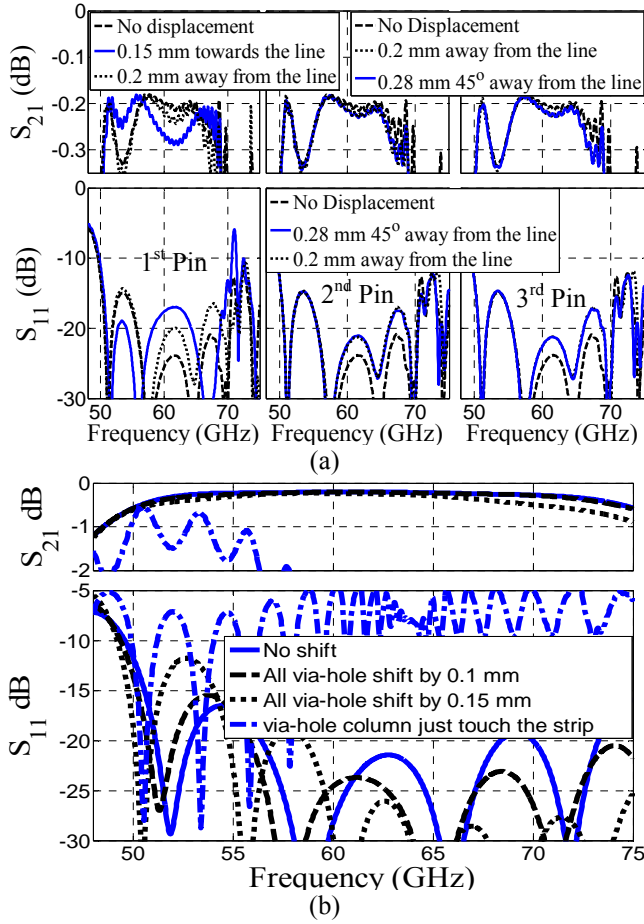 No displacement
0.15 mm towards the line
0.2 mm away from the line
No Displacement
0.2 mm away from the line
0.28 mm 45° away from the line
S21 (dB)
0
-0.1
-0.2
-0.3
No Displacement
0.28 mm 45° away from the line
0.2 mm away from the line
1st Pin
2nd Pin
3rd Pin
S11 (dB)
-10
-20
-30
50 60 70
50 60 70
50 60 70
Frequency (GHz)
Frequency (GHz)
Frequency (GHz)
(a)
S21 dB
0
-1
-2
S11 dB
-5
-10
-15
-20
-25
-30
No shift
All via-hole shift by 0.1 mm
All via-hole shift by 0.15 mm
via-hole column just touch the strip
50 55 60 65 70 75
Frequency (GHz)
(b)